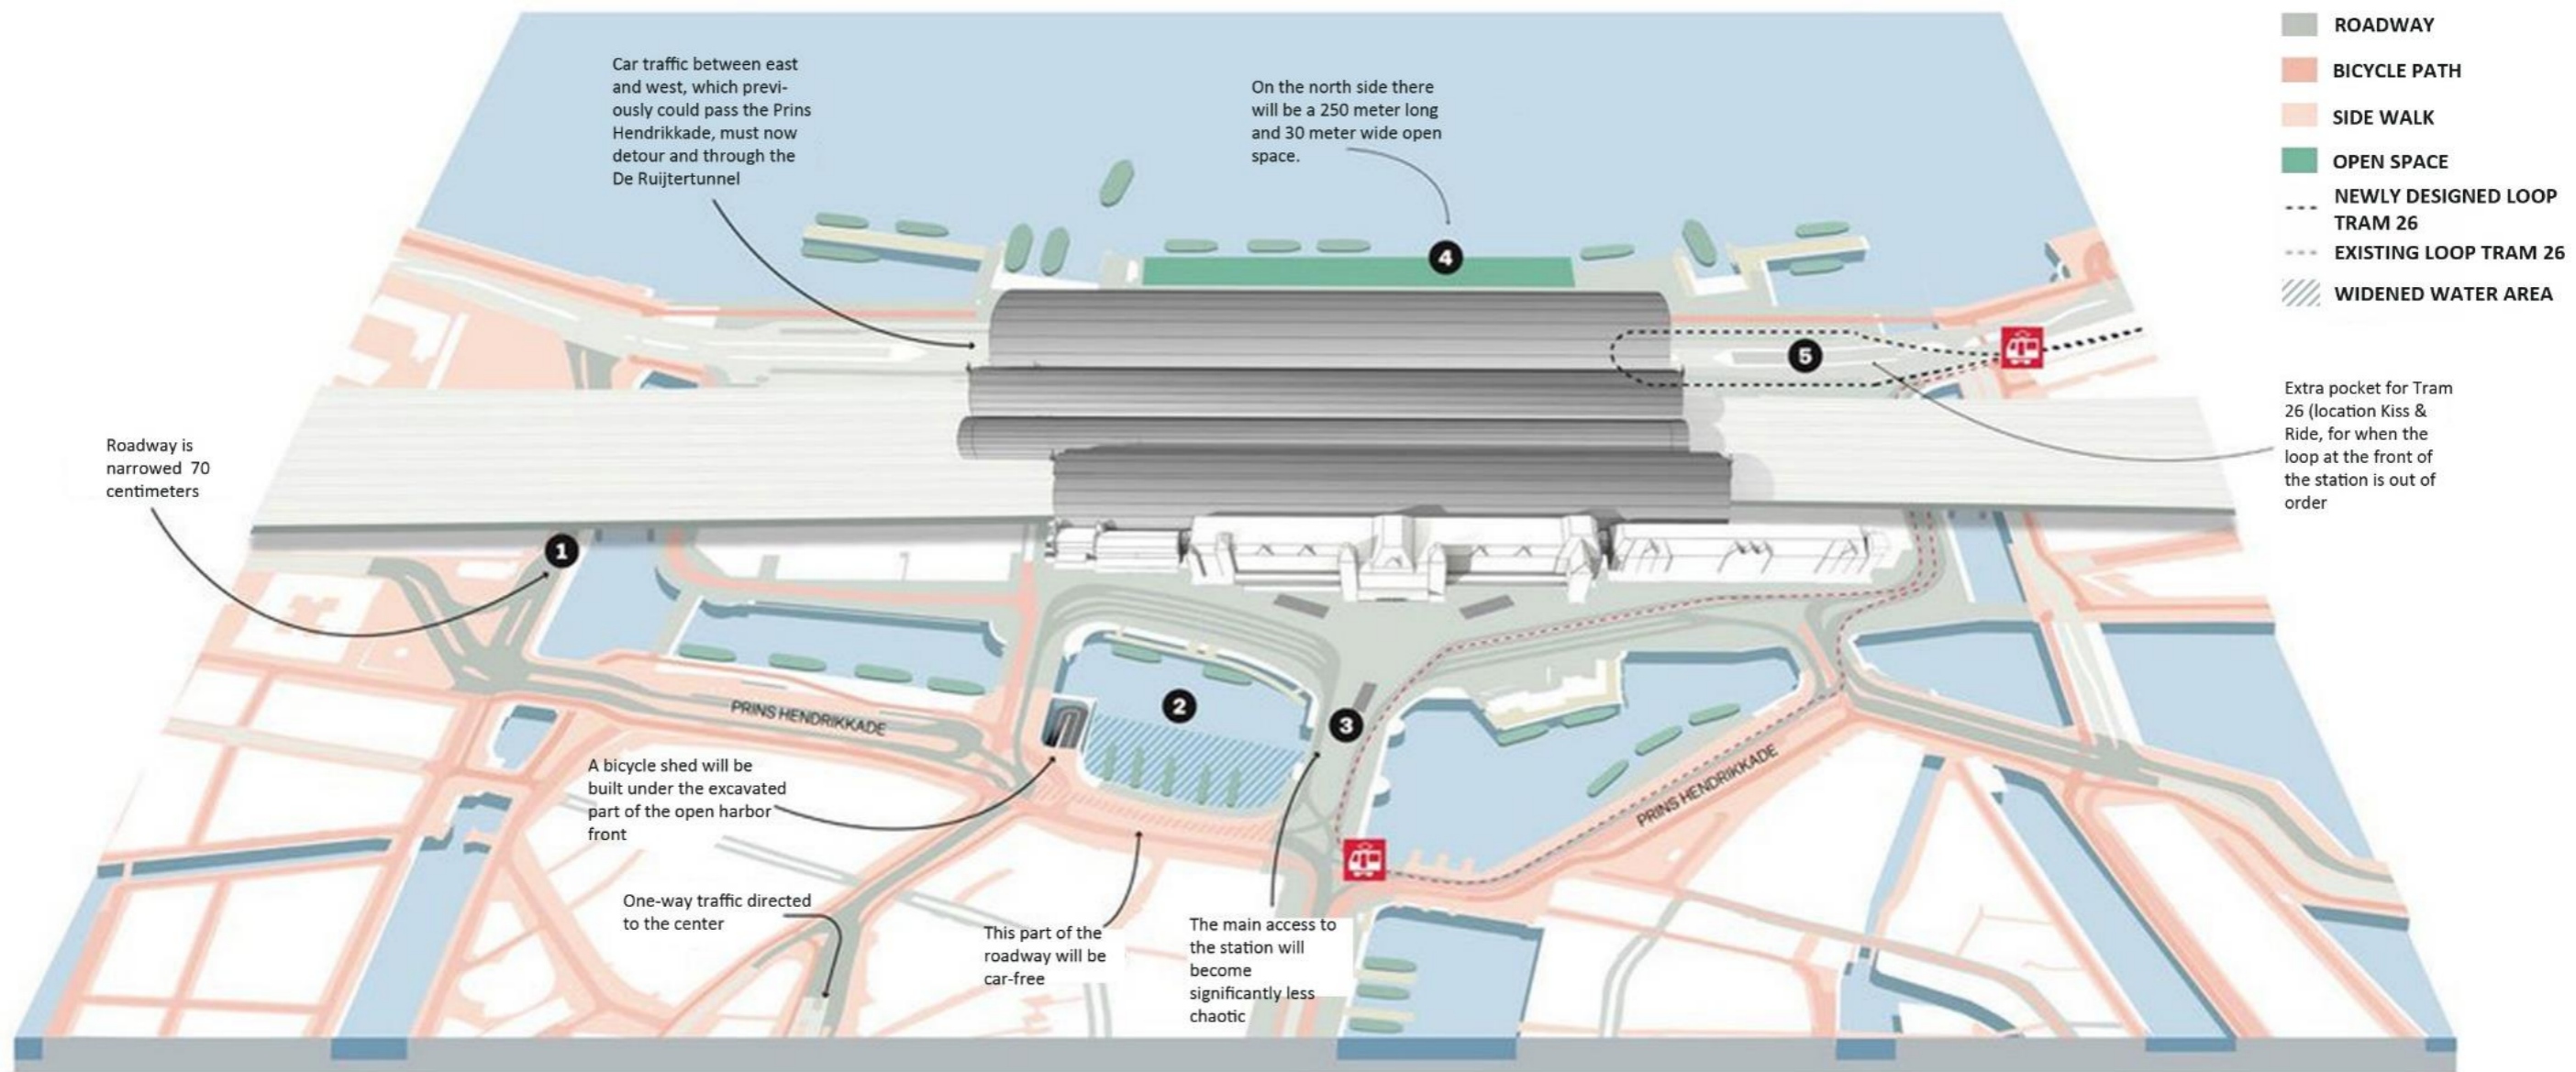 Car traffic between east
and west, which previ-
ously could pass the Prins
Hendrikkade, must now
detour and through the
De Ruijtertunnel
On the north side there
will be a 250 meter long
and 30 meter wide open
space.
ROADWAY
BICYCLE PATH
SIDE WALK
OPEN SPACE
NEWLY DESIGNED LOOP
TRAM 26
EXISTING LOOP TRAM 26
WIDENED WATER AREA
4
5
Extra pocket for Tram
26 (location Kiss &
Ride, for when the
loop at the front of
the station is out of
order
Roadway is
narrowed 70
centimeters
1
2
3
PRINS HENDRIKKADE
PRINS HENDRIKKADE
A bicycle shed will be
built under the excavated
part of the open harbor
front
One-way traffic directed
to the center
This part of the
roadway will be
car-free
The main access to
the station will
become
significantly less
chaotic